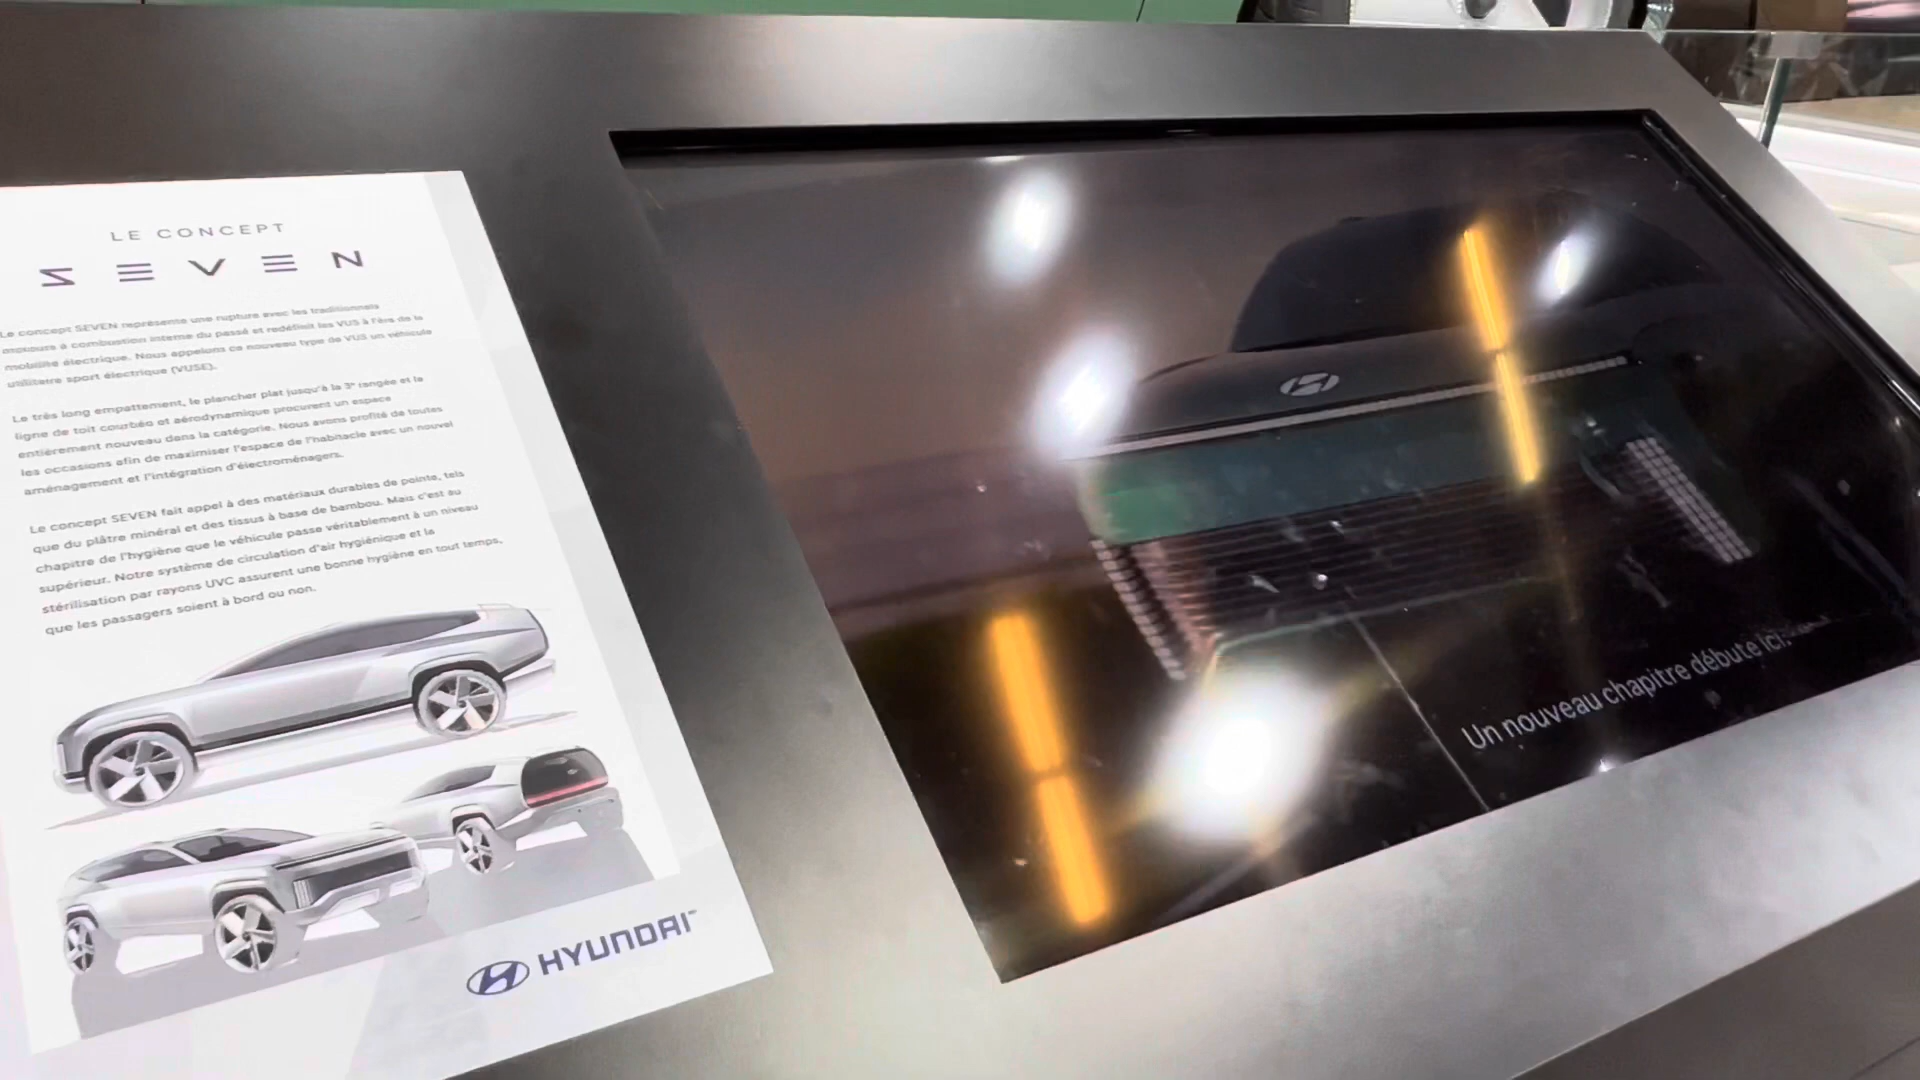 LE CONCEPT
SEVEN
Le concept SEVEN représente une rupture avec les traditionnels
moteurs à combustion interne du passé et redéfinit les VUS à l'ère de la
mobilité électrique. Nous appelons ce nouveau type de VUS un véhicule
utilitaire sport électrique (VUSE).
Le très long empattement, le plancher plat jusqu'à la 3e rangée et la
ligne de toit courbée et aérodynamique procurent un espace
entièrement nouveau dans la catégorie. Nous avons profité de toutes
les occasions afin de maximiser l'espace de l'habitacle avec un nouvel
aménagement et l'intégration d'électroménagers.
Le concept SEVEN fait appel à des matériaux durables de pointe, tels
que du plâtre minéral et des tissus à base de bambou. Mais c'est au
chapitre de l'hygiène que le véhicule passe véritablement à un niveau
supérieur. Notre système de circulation d'air hygiénique et la
stérilisation par rayons UVC assurent une bonne hygiène en tout temps,
que les passagers soient à bord ou non.
HYUNDAI
Un nouveau chapitre débute ici.